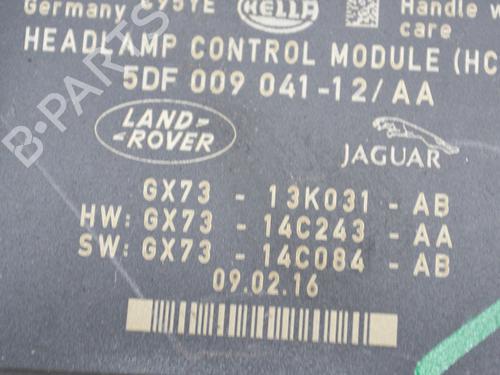 Germany
HELLA
Handle w
care
HEADLAMP CONTROL MODULE (HC
5DF 009 041-12/AA
LAND-
-ROVER
JAGUAR
GX73 - 13K031 - AB
HW: GX73 - 14C243 - AA
SW: GX73 - 14C084 - AB
09.02.16
B-PARTS